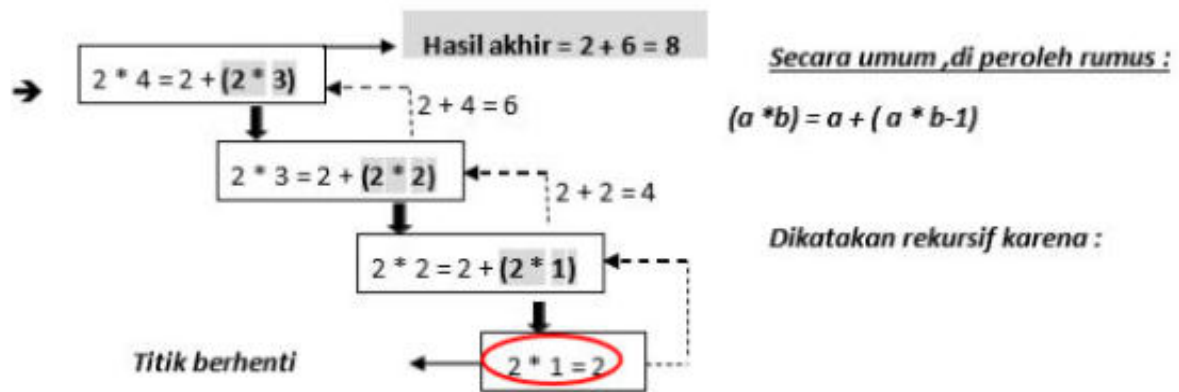 Hasil akhir = 2 + 6 = 8
2 * 4 = 2 + (2 * 3)
Secara umum ,di peroleh rumus :
2 + 4 = 6
(a *b) = a + ( a * b-1)
2 * 3 = 2 + (2 * 2)
2 + 2 = 4
Dikatakan rekursif karena :
2 * 2 = 2 + (2 * 1)
Titik berhenti
2 * 1 = 2